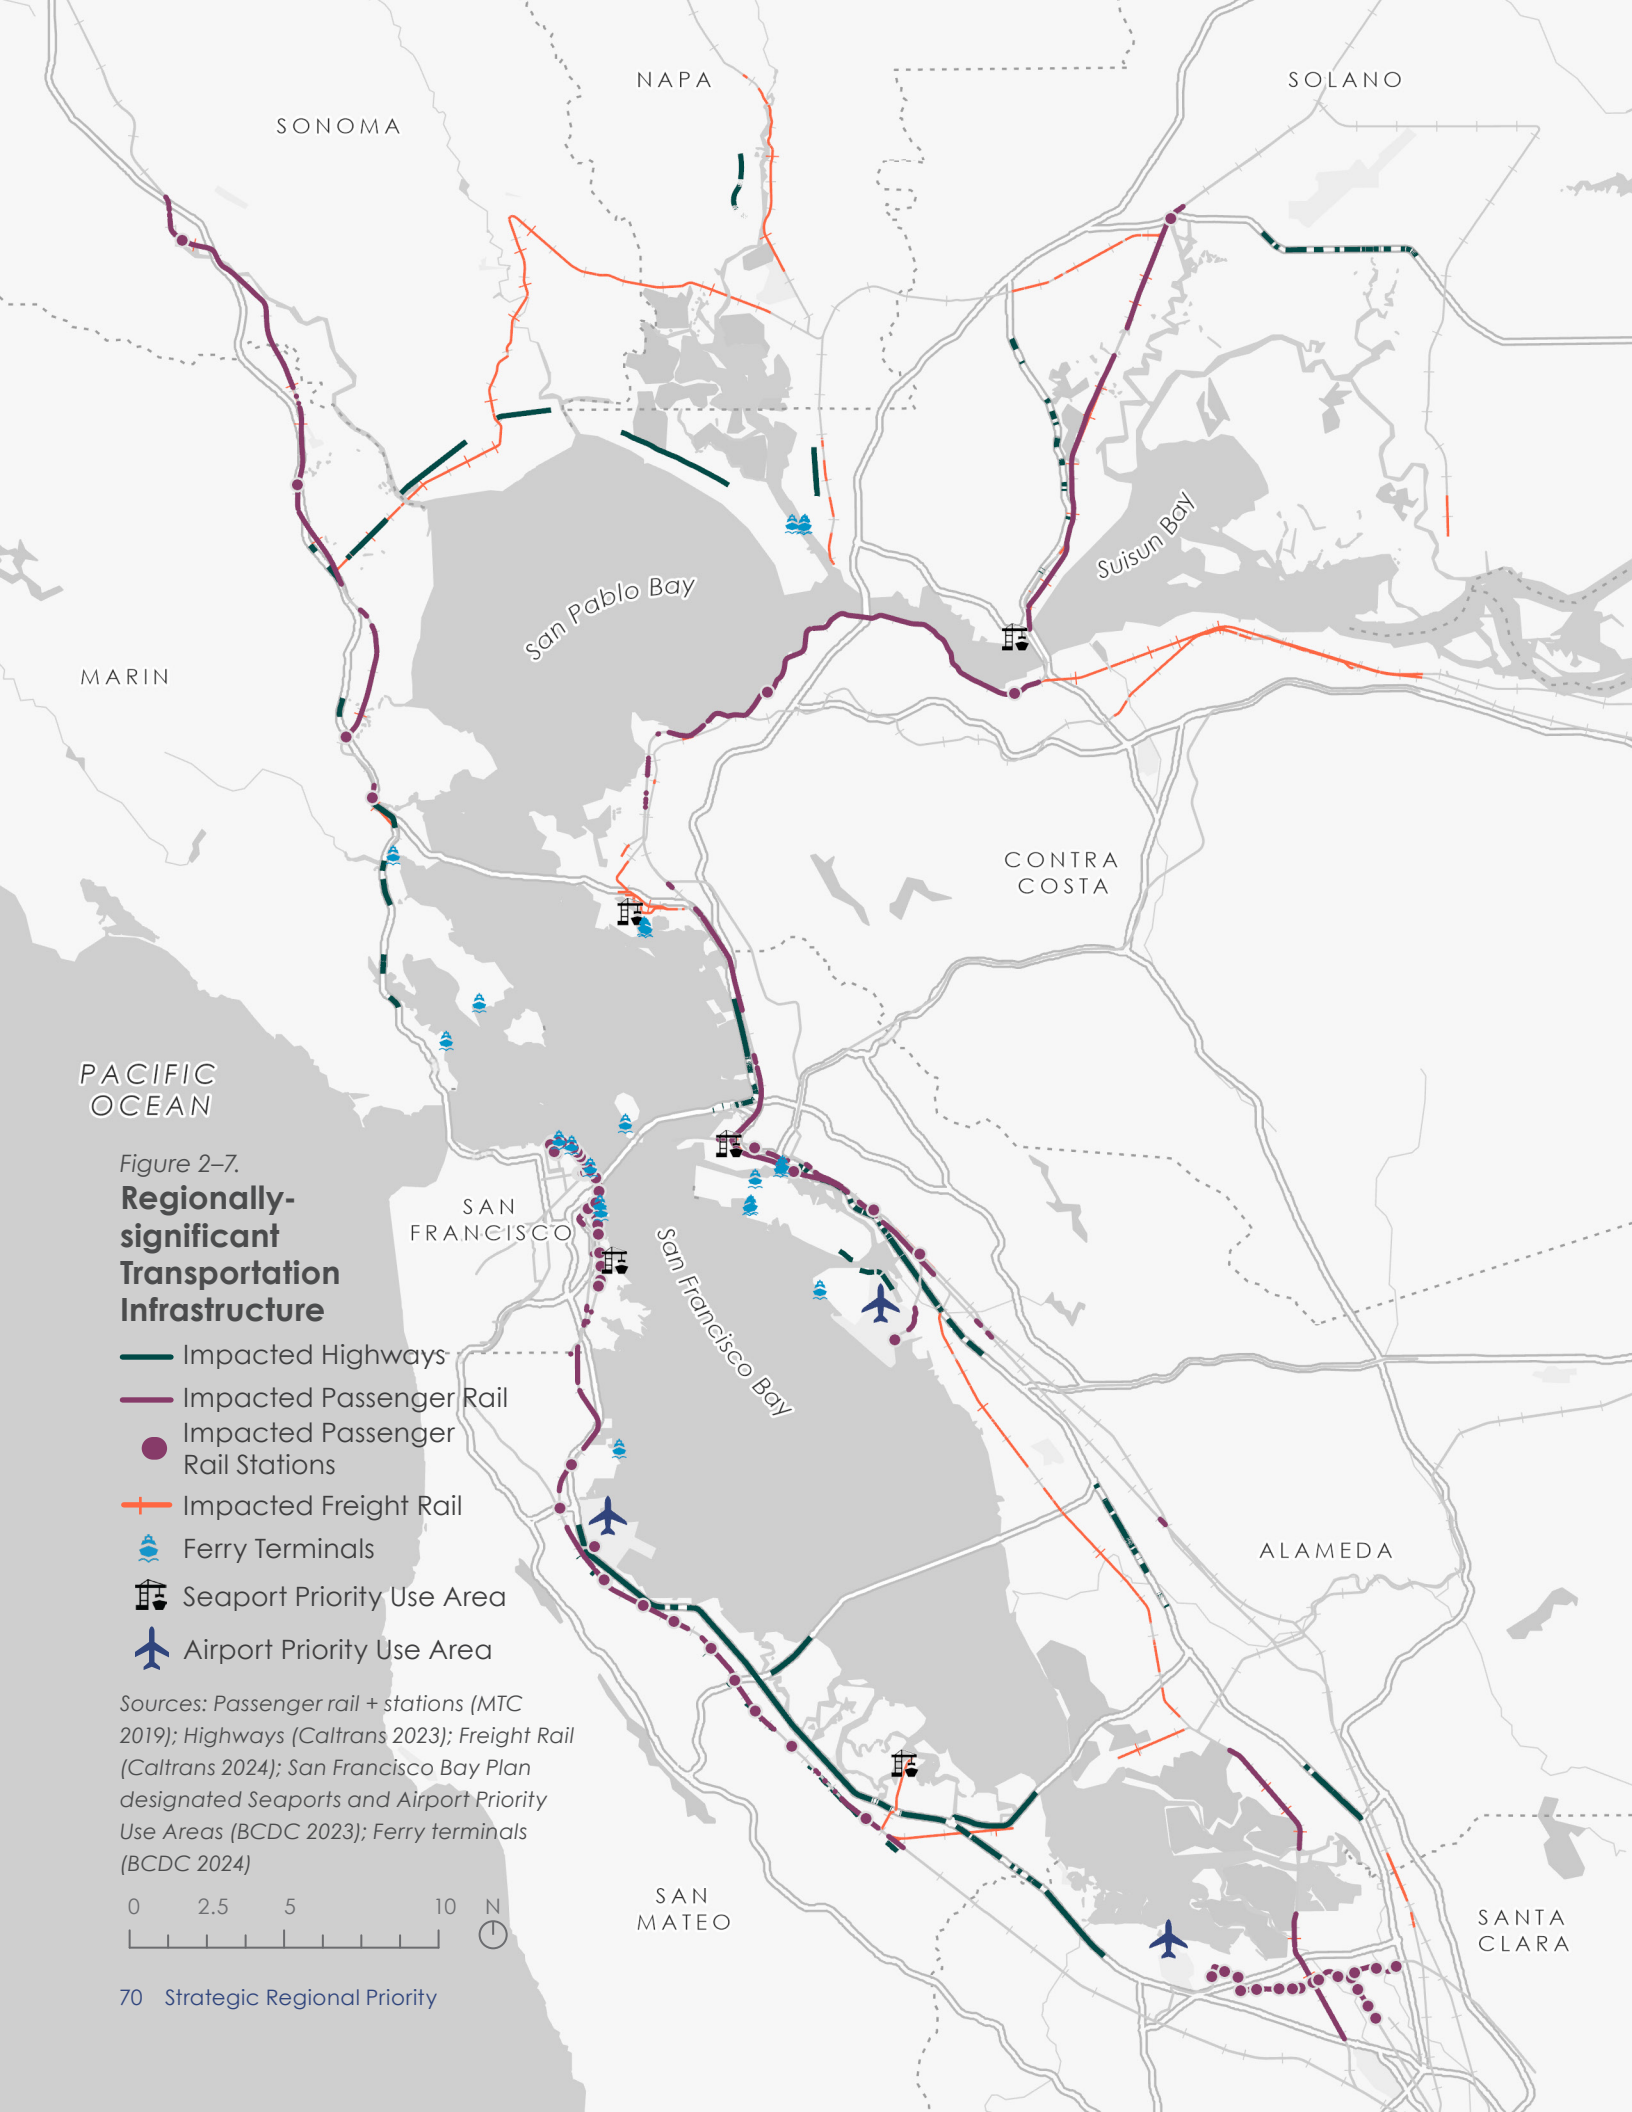 NAPA
SOLANO
SONOMA
Suisun Bay
San Pablo Bay
MARIN
CONTRA
COSTA
PACIFIC
OCEAN
SAN
FRANCISCO
San Francisco Bay
ALAMEDA
SAN
MATEO
SANTA
CLARA
Figure 2–7.
Regionally-
significant
Transportation
Infrastructure
Impacted Highways
Impacted Passenger Rail
Impacted Passenger
Rail Stations
Impacted Freight Rail
Ferry Terminals
Seaport Priority Use Area
Airport Priority Use Area
Sources: Passenger rail + stations (MTC
2019); Highways (Caltrans 2023); Freight Rail
(Caltrans 2024); San Francisco Bay Plan
designated Seaports and Airport Priority
Use Areas (BCDC 2023); Ferry terminals
(BCDC 2024)
0 2.5 5 10 N
70 Strategic Regional Priority